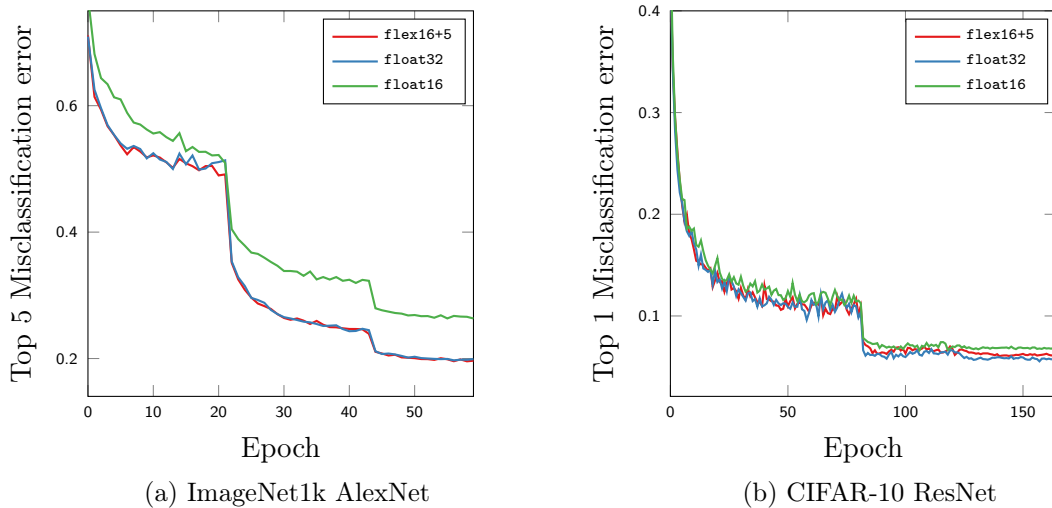 Top 5 Misclassification error
0.6
0.4
0.2
flex16+5
float32
float16
0 10 20 30 40 50
Epoch
(a) ImageNet1k AlexNet
Top 1 Misclassification error
0.4
0.3
0.2
0.1
flex16+5
float32
float16
0 50 100 150
Epoch
(b) CIFAR-10 ResNet